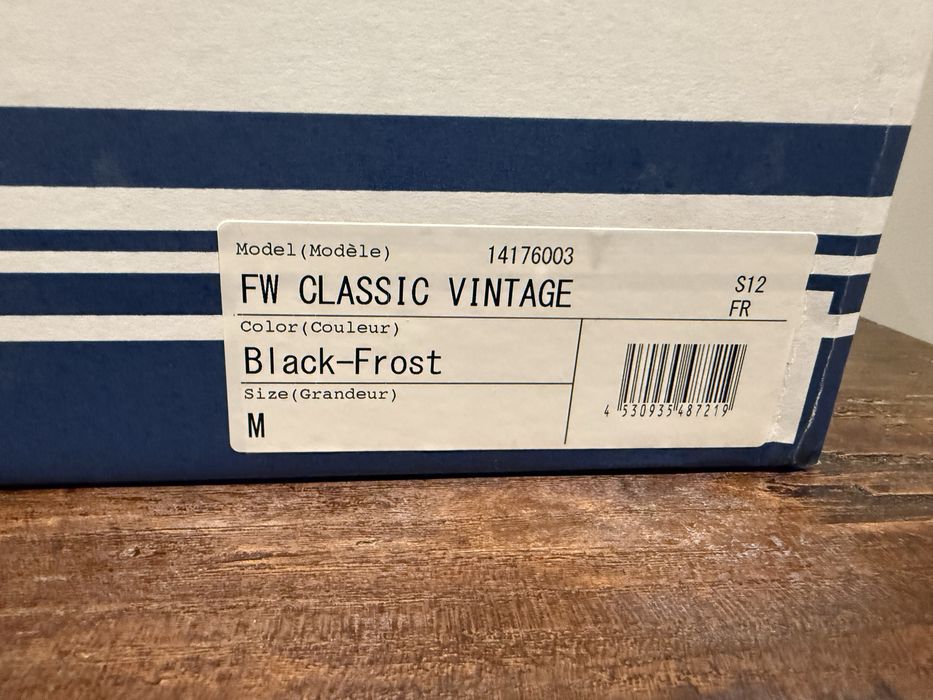 Model(Modèle) 14176003
FW CLASSIC VINTAGE S12
FR
Color(Couleur)
Black-Frost
Size(Grandeur)
M
4 530935 487219